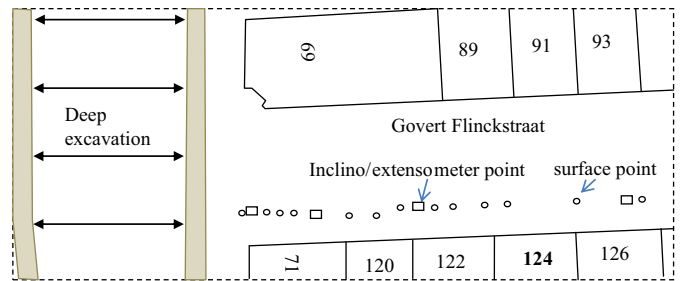 69
89
91
93
Deep
excavation
Govert Flinckstraat
Inclino/extensometer point
surface point
71
120
122
124
126